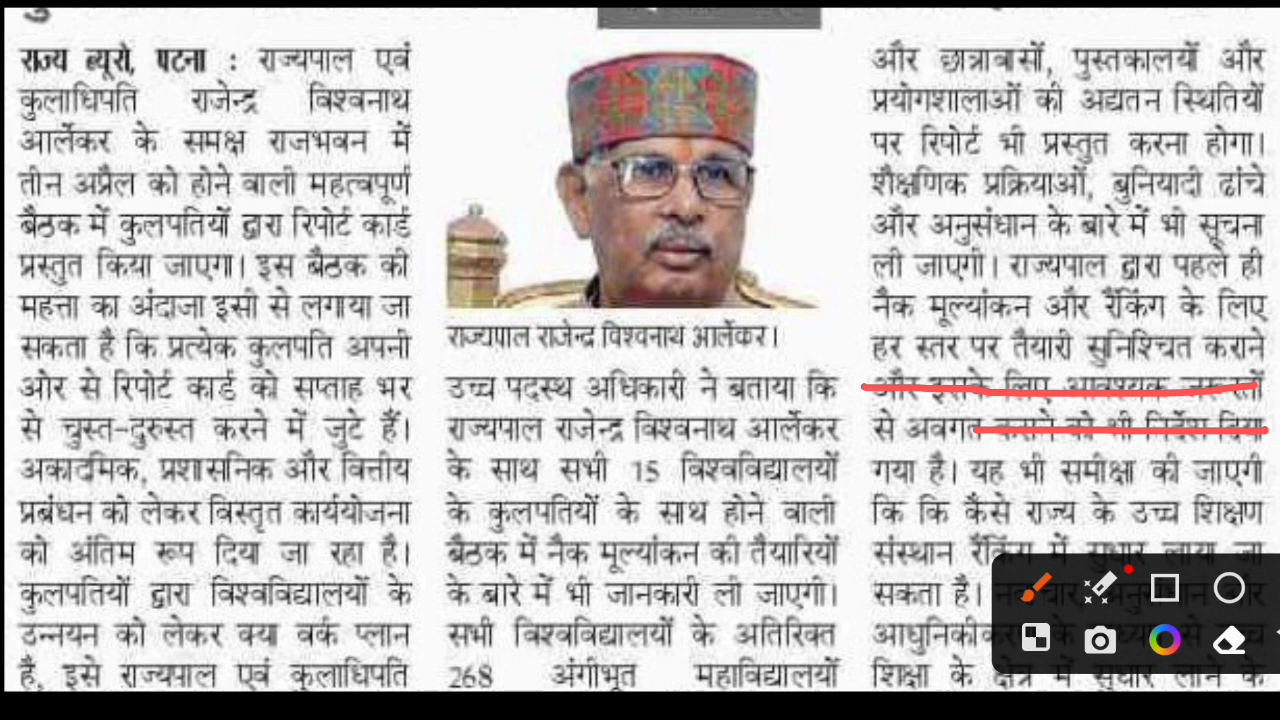 राज्य ब्यूरो, पटना : राज्यपाल एवं
कुलाधिपति राजेन्द्र विश्वनाथ
आर्लेकर के समक्ष राजभवन में
तीन अप्रैल को होने वाली महत्वपूर्ण
बैठक में कुलपतियों द्वारा रिपोर्ट कार्ड
प्रस्तुत किया जाएगा। इस बैठक की
महत्ता का अंदाजा इसी से लगाया जा
सकता है कि प्रत्येक कुलपति अपनी
ओर से रिपोर्ट कार्ड को सप्ताह भर
से चुस्त-दुरुस्त करने में जुटे हैं।
अकादमिक, प्रशासनिक और वित्तीय
प्रबंधन को लेकर विस्तृत कार्ययोजना
को अंतिम रूप दिया जा रहा है।
कुलपतियों द्वारा विश्वविद्यालयों के
उन्नयन को लेकर क्या वर्क प्लान
है, इसे राज्यपाल एवं कुलाधिपति
राज्यपाल राजेन्द्र विश्वनाथ आर्लेकर।
उच्च पदस्थ अधिकारी ने बताया कि
राज्यपाल राजेन्द्र विश्वनाथ आर्लेकर
के साथ सभी 15 विश्वविद्यालयों
के कुलपतियों के साथ होने वाली
बैठक में नैक मूल्यांकन की तैयारियों
के बारे में भी जानकारी ली जाएगी।
सभी विश्वविद्यालयों के अतिरिक्त
268 अंगीभूत महाविद्यालयों
और छात्रावासों, पुस्तकालयों और
प्रयोगशालाओं की अद्यतन स्थितियों
पर रिपोर्ट भी प्रस्तुत करना होगा।
शैक्षणिक प्रक्रियाओं, बुनियादी ढांचे
और अनुसंधान के बारे में भी सूचना
ली जाएगी। राज्यपाल द्वारा पहले ही
नैक मूल्यांकन और रैंकिंग के लिए
हर स्तर पर तैयारी सुनिश्चित कराने
और इसके लिए आवश्यक
से अवगत कराने को भी निर्देश दिया
गया है। यह भी समीक्षा की जाएगी
कि कि कैसे राज्य के उच्च शिक्षण
संस्थान रैंकिंग में सुधार लाया जा
सकता है।
आधुनिकीकरण
शिक्षा के क्षेत्र में सुधार लाने के